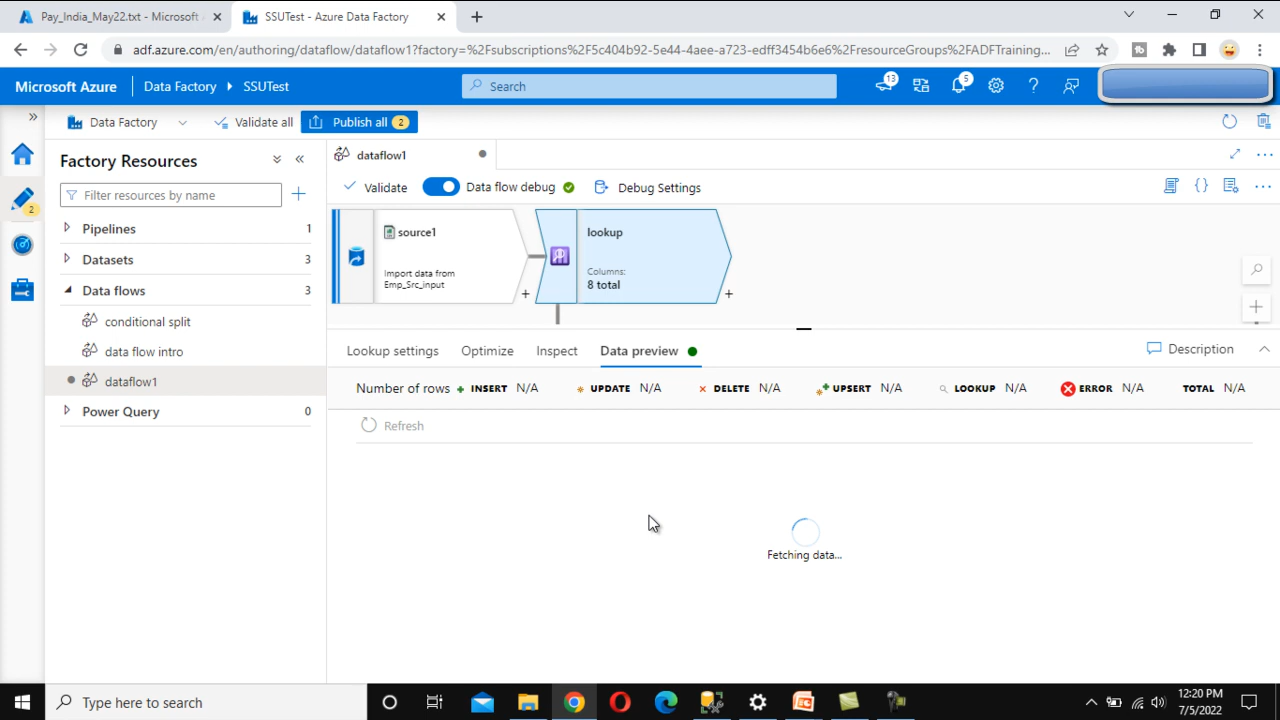 Pay_India_May22.txt - Microsoft
SSUTest - Azure Data Factory
adf.azure.com/en/authoring/dataflow/dataflow1?factory=%2Fsubscriptions%2F5c404b92-5e44-4aee-a723-edff3454b6e6%2FresourceGroups%2FADFTraining...
Microsoft Azure
Data Factory
SSUTest
Search
13
5
Data Factory
Validate all
Publish all 2
2
Factory Resources
Filter resources by name
Pipelines 1
Datasets 3
Data flows 3
conditional split
data flow intro
dataflow1
Power Query 0
dataflow1
Validate
Data flow debug
Debug Settings
source1
Import data from
Emp_Src_input
lookup
Columns:
8 total
Lookup settings
Optimize
Inspect
Data preview
Description
Number of rows
INSERT N/A
UPDATE N/A
DELETE N/A
UPSERT N/A
LOOKUP N/A
ERROR N/A
TOTAL N/A
Refresh
Fetching data...
Type here to search
12:20 PM
7/5/2022